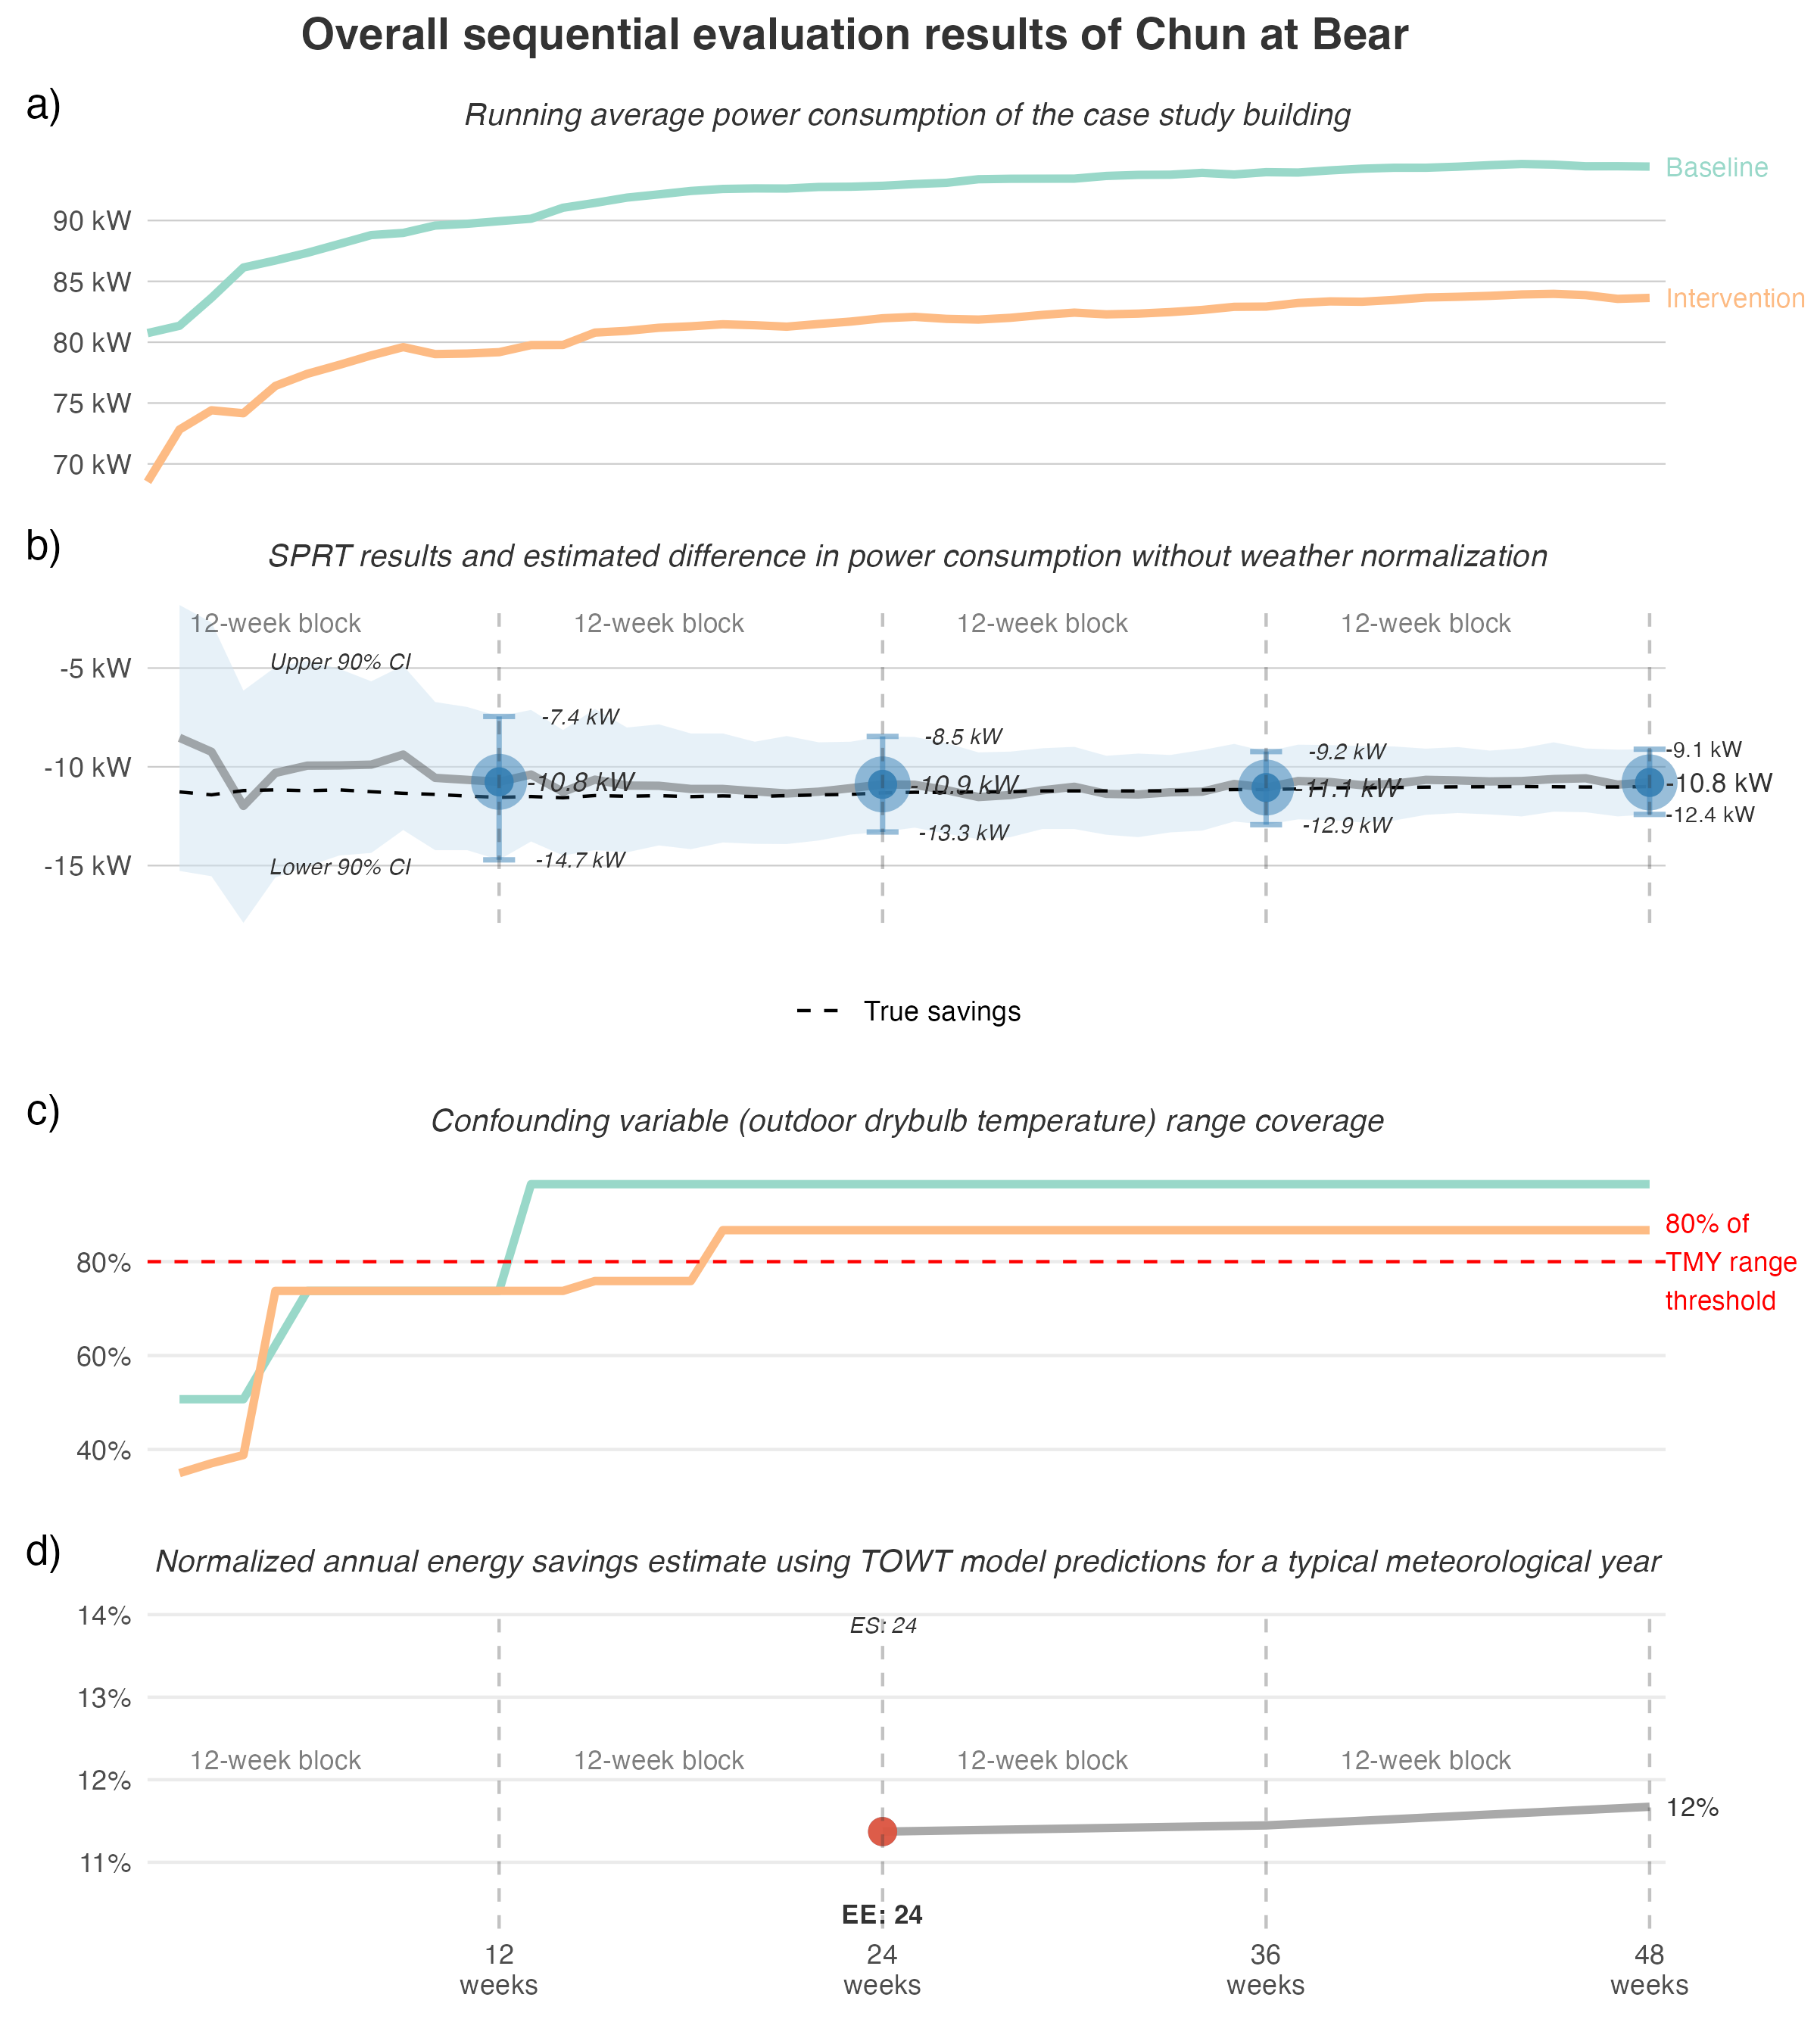 Overall sequential evaluation results of Chun at Bear
a)
Running average power consumption of the case study building
Baseline
90 kW
85 kW
Intervention
80 kW
75 kW
70 kW
b)
SPRT results and estimated difference in power consumption without weather normalization
12-week block 12-week block 12-week block 12-week block
Upper 90% CI
-5 kW
-7.4 kW
-8.5 kW
-9.2 kW
-9.1 kW
-10 kW
-10.8 kW
-10.9 kW
-11.1 kW
-10.8 kW
-14.7 kW
-13.3 kW
-12.9 kW
-12.4 kW
-15 kW
Lower 90% CI
True savings
c)
Confounding variable (outdoor drybulb temperature) range coverage
80% of
TMY range
threshold
80%
60%
40%
d)
Normalized annual energy savings estimate using TOWT model predictions for a typical meteorological year
14%
ES: 24
13%
12-week block 12-week block 12-week block 12-week block
12%
12%
11%
EE: 24
12 24 36 48
weeks weeks weeks weeks